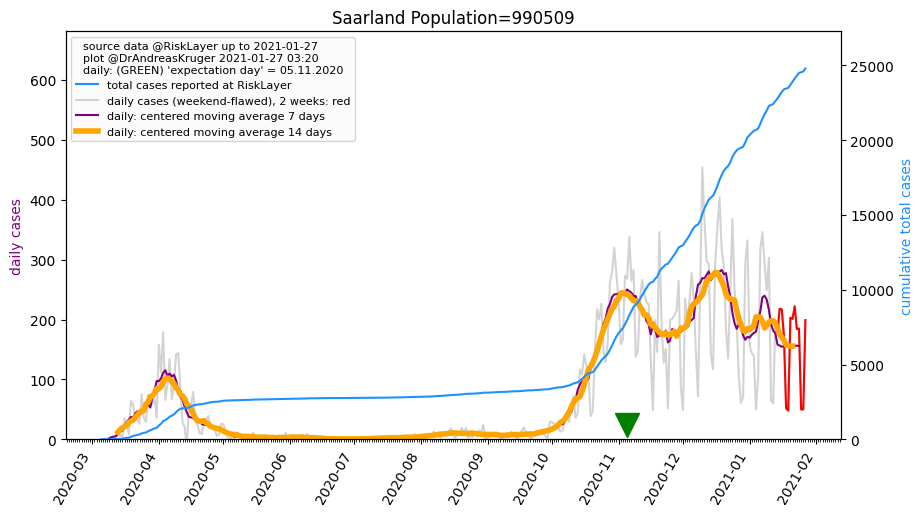 Saarland Population=990509
source data @RiskLayer up to 2021-01-27
plot @DrAndreasKruger 2021-01-27 03:20
daily: (GREEN) 'expectation day' = 05.11.2020
total cases reported at RiskLayer
daily cases (weekend-flawed), 2 weeks: red
daily: centered moving average 7 days
daily: centered moving average 14 days
daily cases
600
500
400
300
200
100
0
cumulative total cases
25000
20000
15000
10000
5000
0
2020-03
2020-04
2020-05
2020-06
2020-07
2020-08
2020-09
2020-10
2020-11
2020-12
2021-01
2021-02